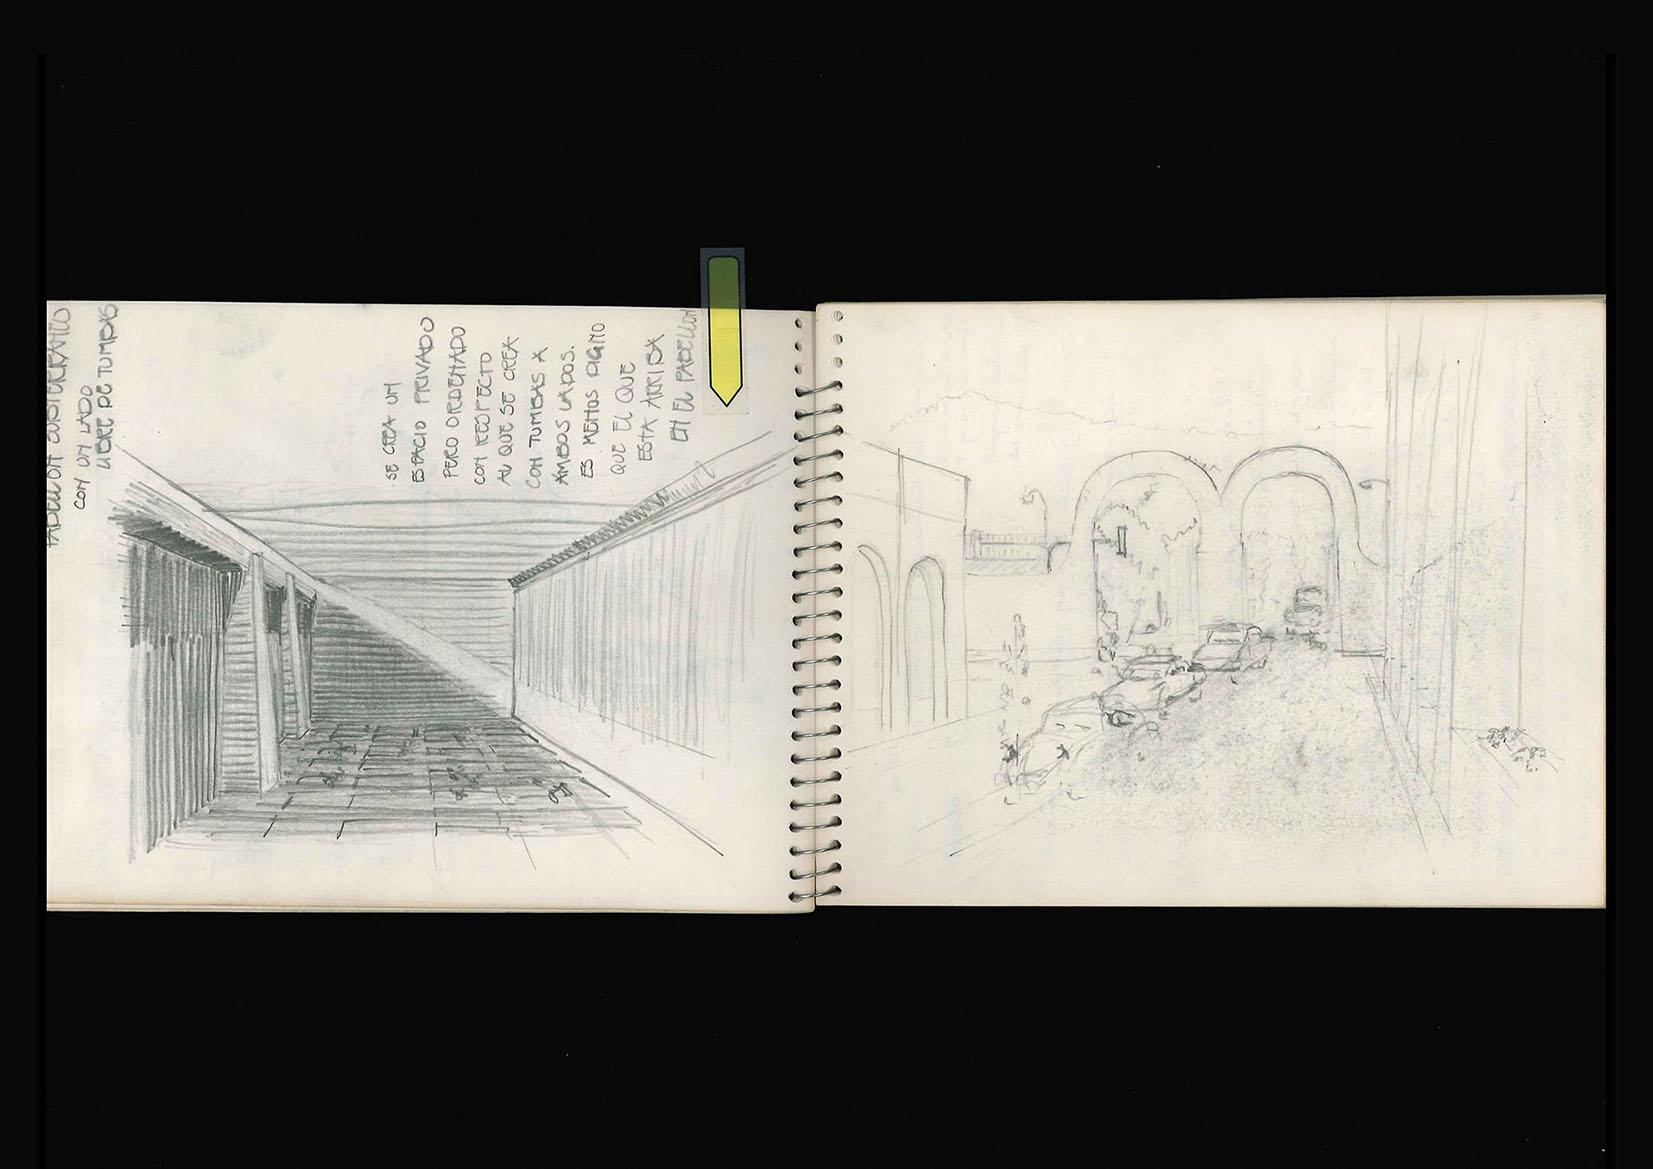 PABELLON SUBTERRANEO
CON UN LADO
LIBRE DE TUMBAS
SE CREA UN
ESPACIO PRIVADO
PERO ORDENADO
CON RESPECTO
AL QUE SE CREA
CON TUMBAS A
AMBOS LADOS.
ES MENOS DIGNO
QUE EL QUE
ESTA ARRIBA
EN EL PABELLON